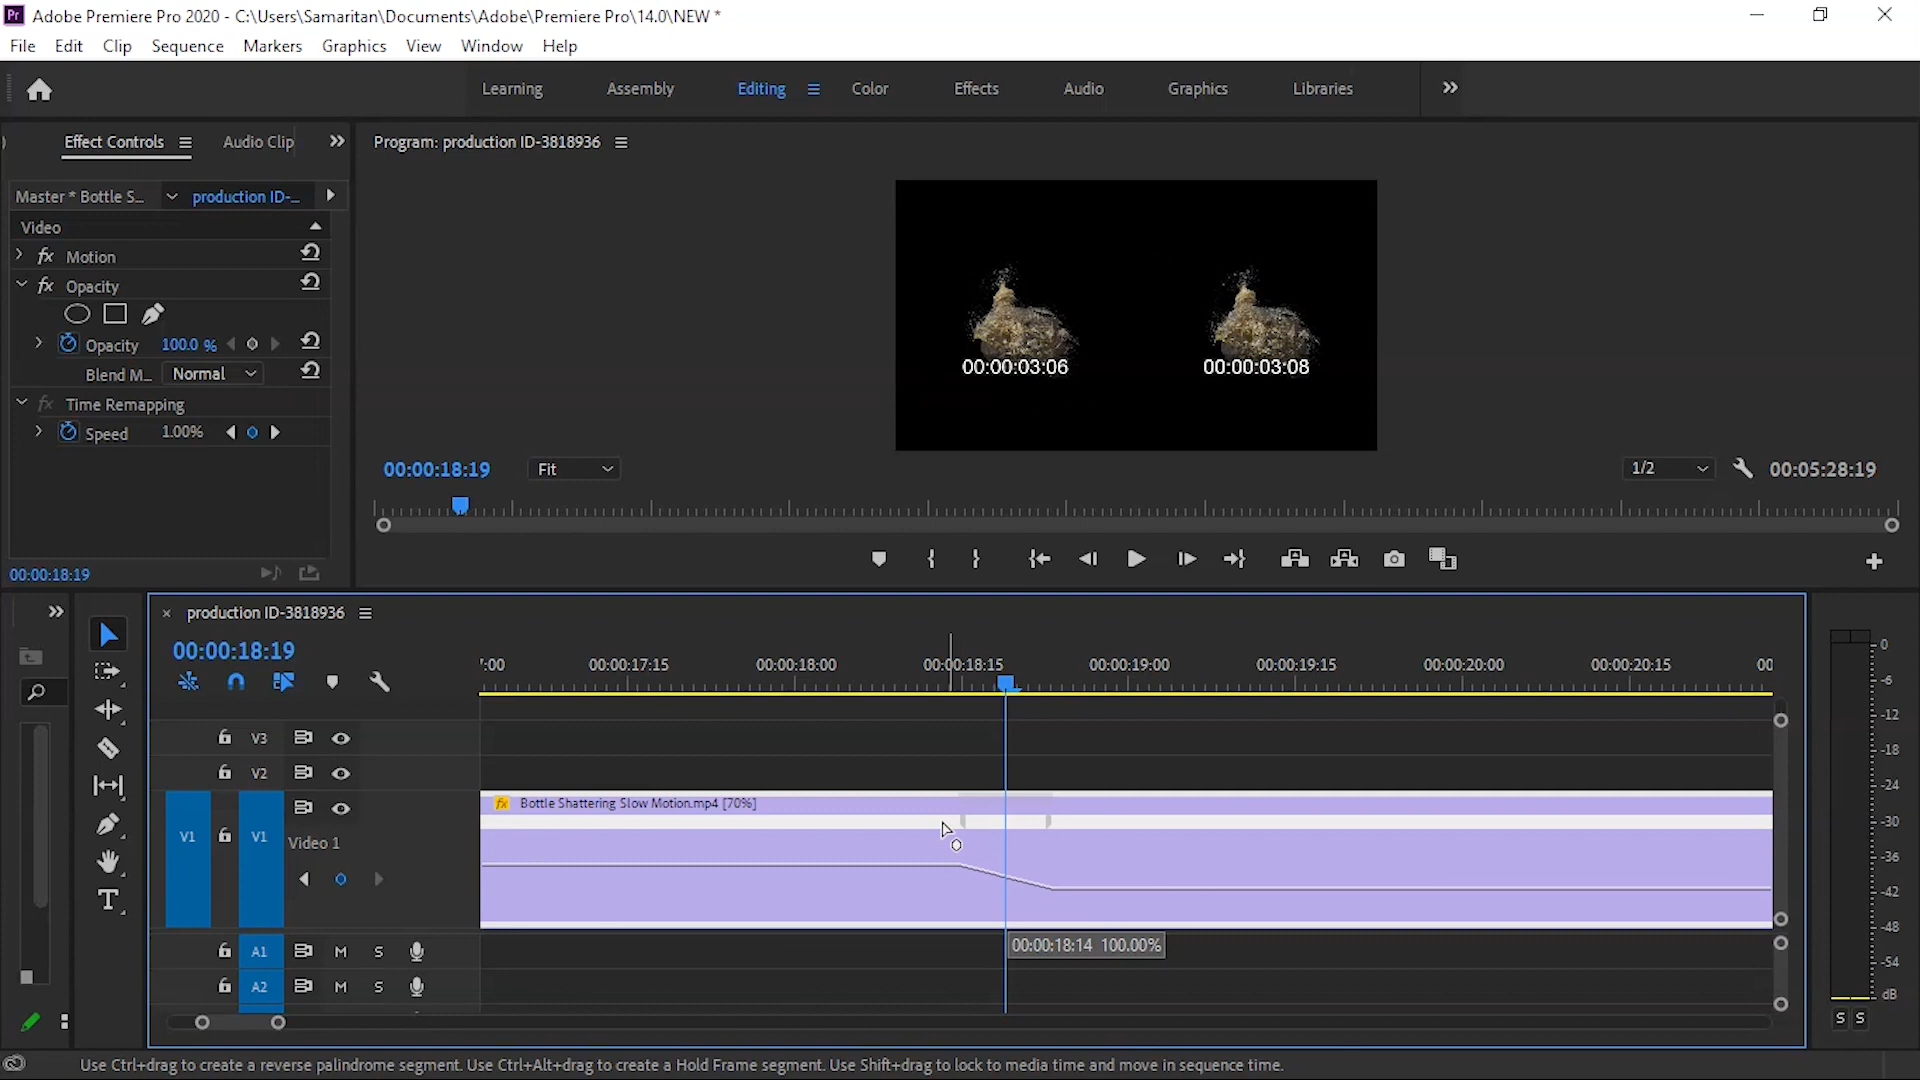 Adobe Premiere Pro 2020 - C:\Users\Samaritan\Documents\Adobe\Premiere Pro\14.0\NEW *
File Edit Clip Sequence Markers Graphics View Window Help
Learning Assembly Editing Color Effects Audio Graphics Libraries
Effect Controls Audio Clip
Program: production ID-3818936
Master * Bottle S... production ID-...
Video
fx Motion
fx Opacity
Opacity 100.0 %
Blend M... Normal
fx Time Remapping
Speed 1.00%
00:00:18:19
00:00:03:06 00:00:03:08
00:00:18:19 Fit 1/2 00:05:28:19
production ID-3818936
00:00:18:19
:00 00:00:17:15 00:00:18:00 00:00:18:15 00:00:19:00 00:00:19:15 00:00:20:00 00:00:20:15 00
V3
V2
fx Bottle Shattering Slow Motion.mp4 [70%]
V1 V1 Video 1
00:00:18:14 100.00%
A1 M S
A2 M S
0
-6
-12
-18
-24
-30
-36
-42
-48
-54
dB
S S
Use Ctrl+drag to create a reverse palindrome segment. Use Ctrl+Alt+drag to create a Hold Frame segment. Use Shift+drag to lock to media time and move in sequence time.